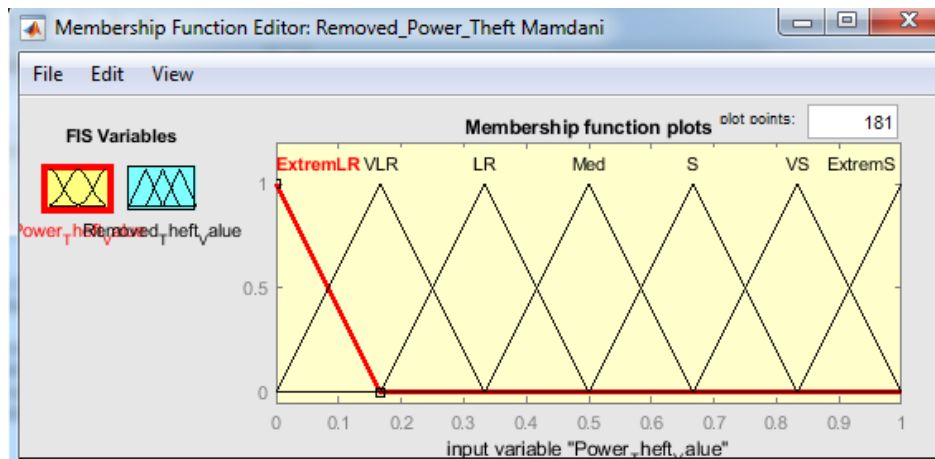 Membership Function Editor: Removed_Power_Theft Mamdani
File Edit View
FIS Variables
Membership function plots plot points: 181
ExtremLR VLR LR Med S VS ExtremS
1
0.5
0
0 0.1 0.2 0.3 0.4 0.5 0.6 0.7 0.8 0.9 1
input variable "Power_Theft_Value"
Removed_Theft_Value